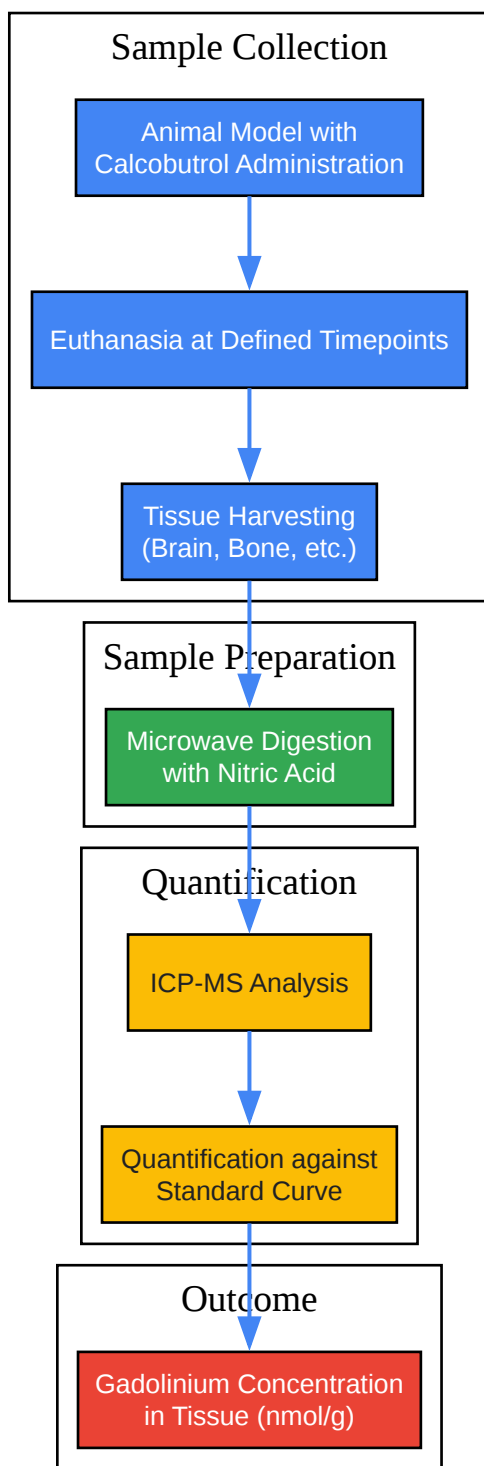 Sample Collection
Animal Model with
Calcobutrol Administration
Euthanasia at Defined Timepoints
Tissue Harvesting
(Brain, Bone, etc.)
Sample Preparation
Microwave Digestion
with Nitric Acid
Quantification
ICP-MS Analysis
Quantification against
Standard Curve
Outcome
Gadolinium Concentration
in Tissue (nmol/g)